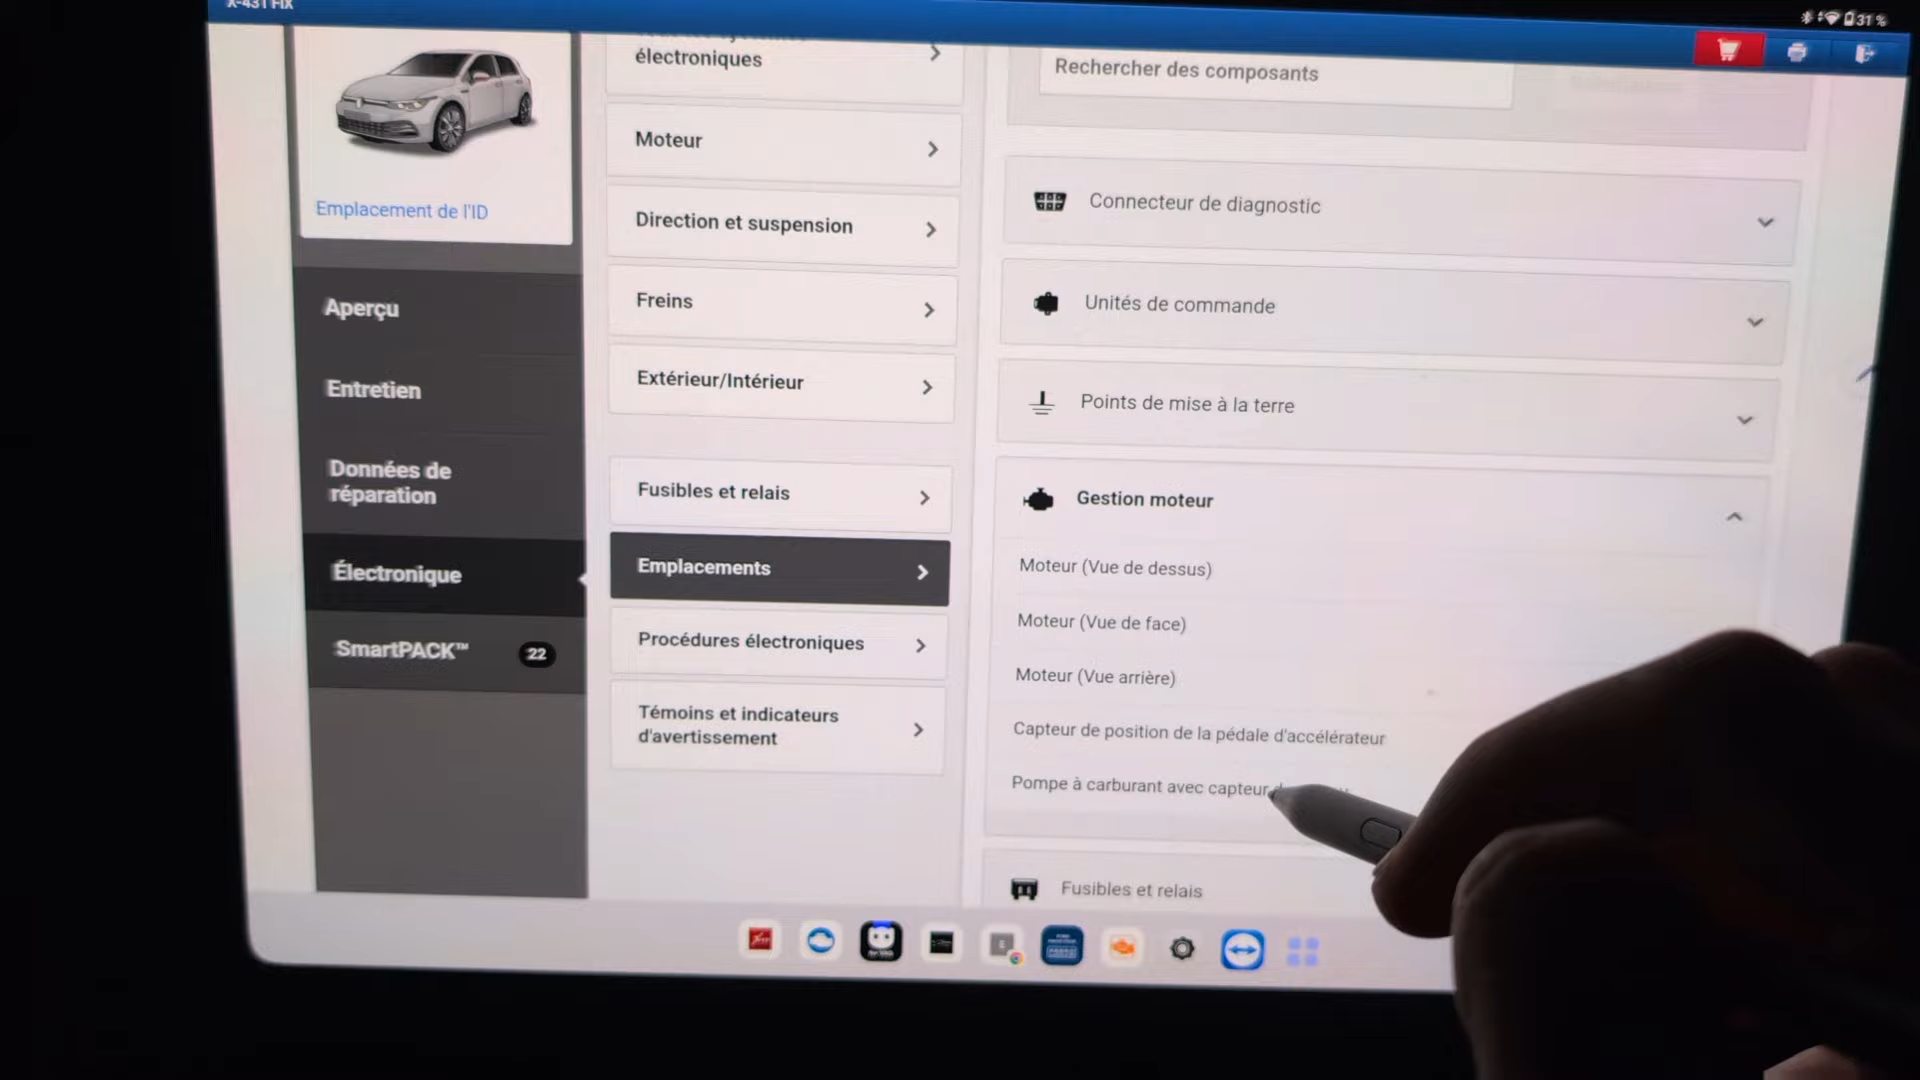 X-431 FIX
31 %
Emplacement de l'ID
Aperçu
Entretien
Données de
réparation
Électronique
SmartPACK™ 22
électroniques
Moteur
Direction et suspension
Freins
Extérieur/Intérieur
Fusibles et relais
Emplacements
Procédures électroniques
Témoins et indicateurs
d'avertissement
Rechercher des composants
Connecteur de diagnostic
Unités de commande
Points de mise à la terre
Gestion moteur
Moteur (Vue de dessus)
Moteur (Vue de face)
Moteur (Vue arrière)
Capteur de position de la pédale d'accélérateur
Pompe à carburant avec capteur
Fusibles et relais